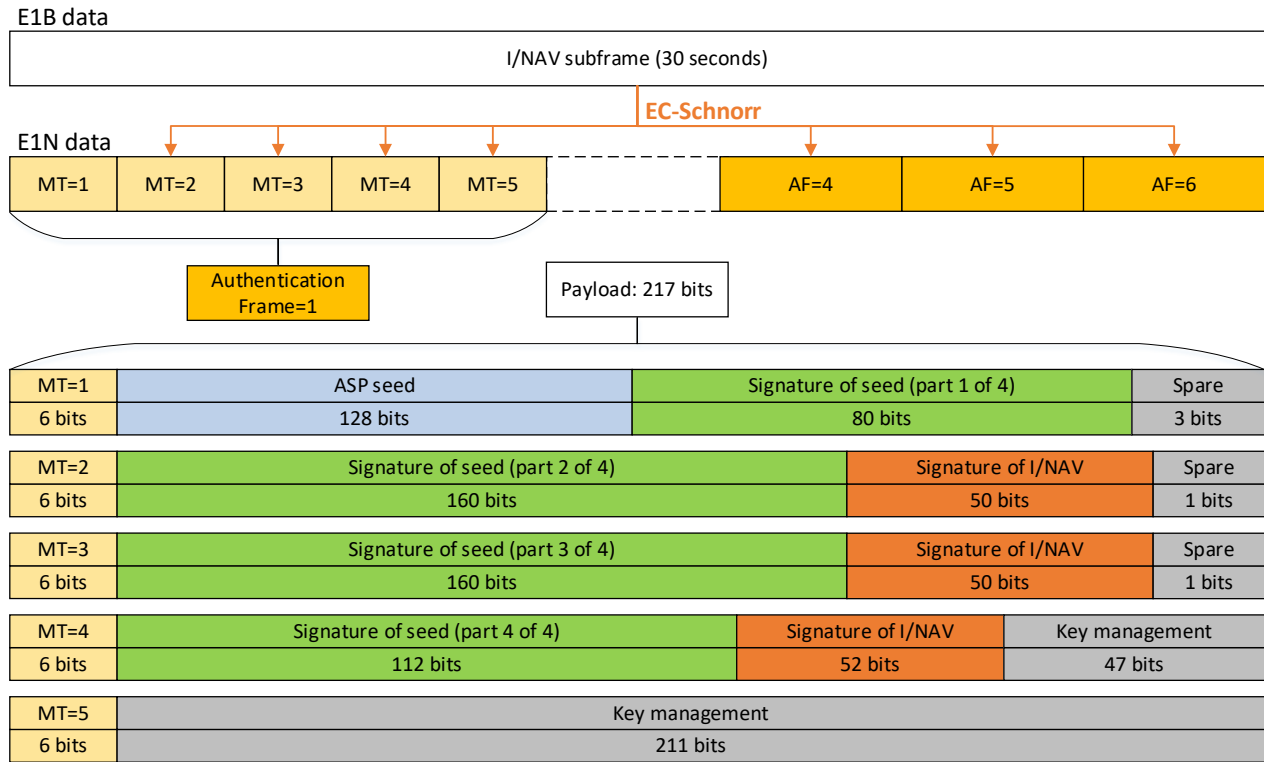 E1B data
I/NAV subframe (30 seconds)
EC-Schnorr
E1N data
MT=1 MT=2 MT=3 MT=4 MT=5 AF=4 AF=5 AF=6
Authentication
Frame=1
Payload: 217 bits
MT=1 ASP seed Signature of seed (part 1 of 4) Spare
6 bits 128 bits 80 bits 3 bits
MT=2 Signature of seed (part 2 of 4) Signature of I/NAV Spare
6 bits 160 bits 50 bits 1 bits
MT=3 Signature of seed (part 3 of 4) Signature of I/NAV Spare
6 bits 160 bits 50 bits 1 bits
MT=4 Signature of seed (part 4 of 4) Signature of I/NAV Key management
6 bits 112 bits 52 bits 47 bits
MT=5 Key management
6 bits 211 bits